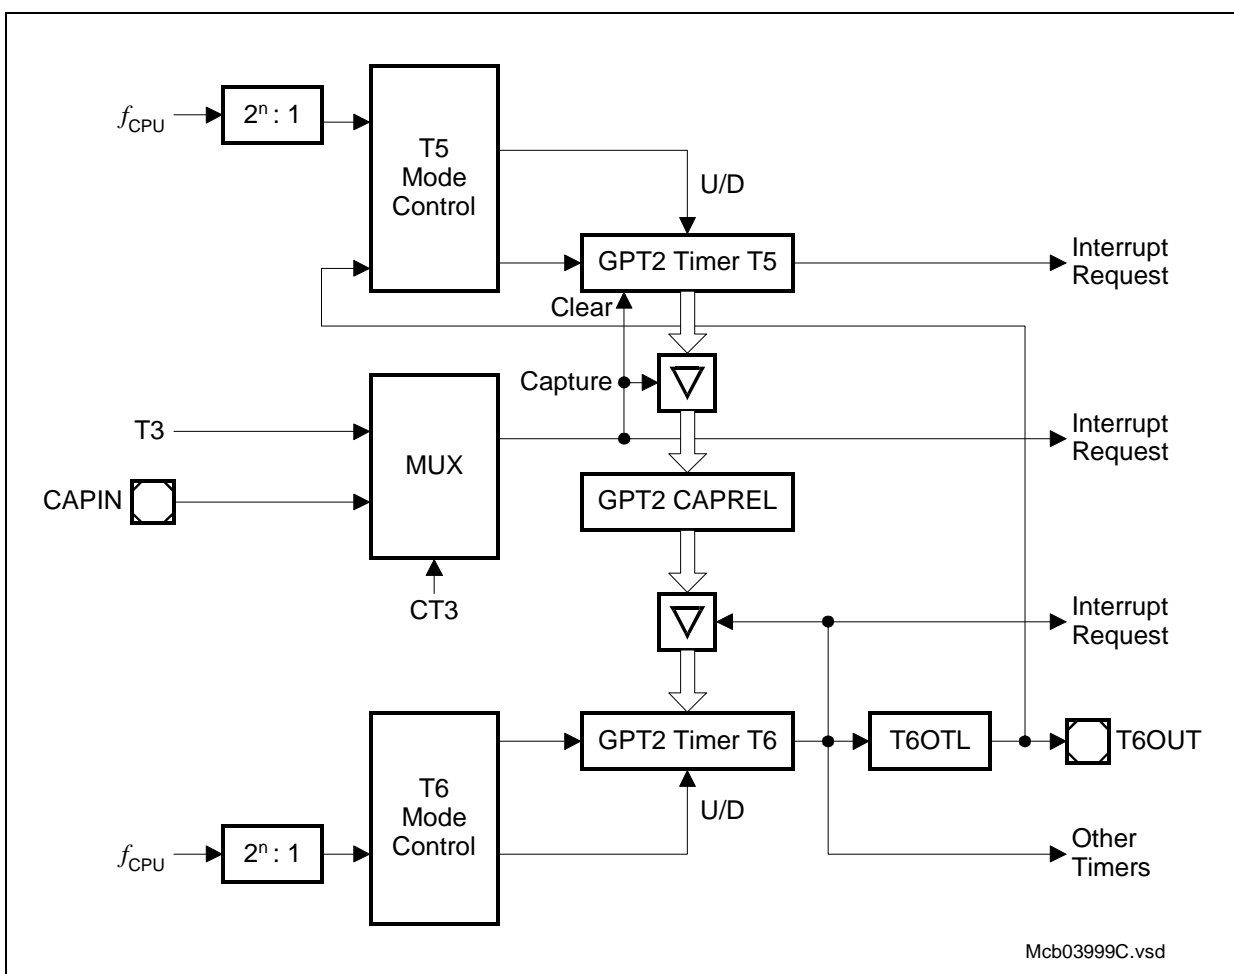 fCPU
2ⁿ : 1
T5
Mode
Control
U/D
GPT2 Timer T5
Interrupt
Request
Clear
Capture
T3
CAPIN
MUX
CT3
Interrupt
Request
GPT2 CAPREL
Interrupt
Request
GPT2 Timer T6
T6OTL
T6OUT
T6
Mode
Control
U/D
fCPU
2ⁿ : 1
Other
Timers
Mcb03999C.vsd